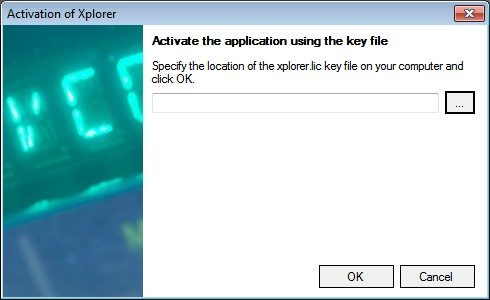 Activation of Xplorer
Activate the application using the key file
Specify the location of the xplorer.lic key file on your computer and
click OK.
...
OK
Cancel